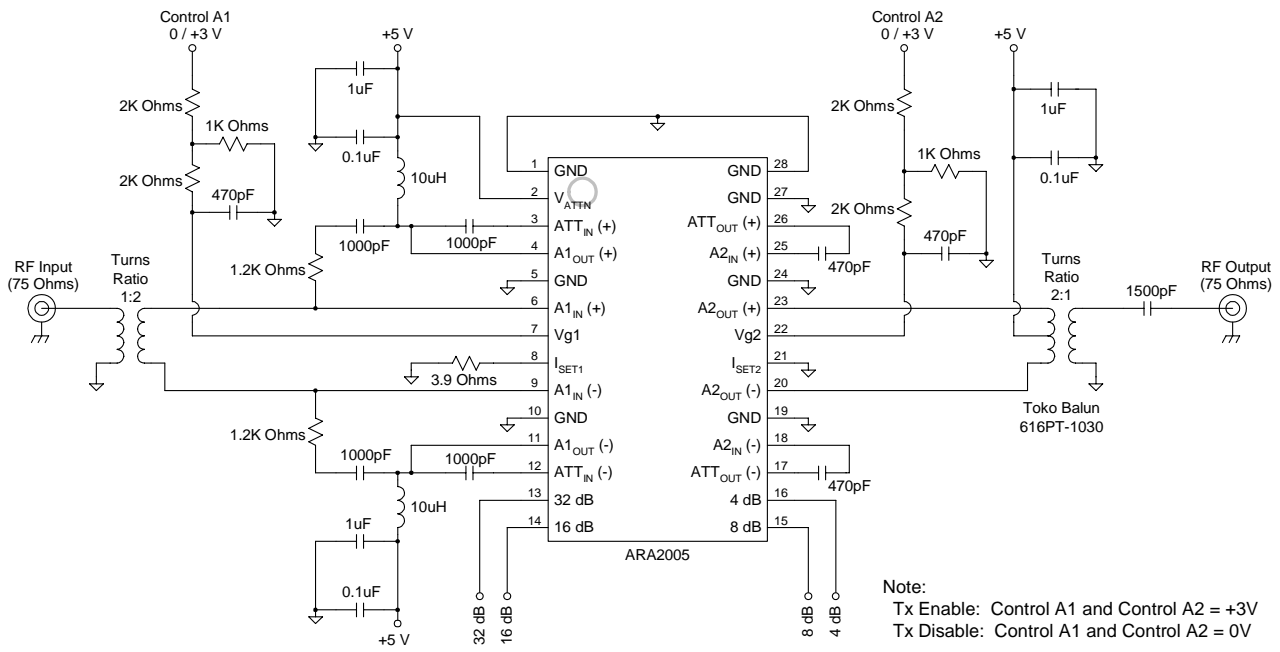 Control A1
0 / +3 V
+5 V
1uF
0.1uF
10uH
2K Ohms
1K Ohms
2K Ohms
470pF
1000pF
1000pF
1.2K Ohms
RF Input
(75 Ohms)
Turns
Ratio
1:2
3.9 Ohms
1.2K Ohms
1000pF
1000pF
10uH
1uF
0.1uF
+5 V
1 GND
2 VATTN
3 ATTIN (+)
4 A1OUT (+)
5 GND
6 A1IN (+)
7 Vg1
8 ISET1
9 A1IN (-)
10 GND
11 A1OUT (-)
12 ATTIN (-)
13 32 dB
14 16 dB
GND 28
GND 27
ATTOUT (+) 26
A2IN (+) 25
GND 24
A2OUT (+) 23
Vg2 22
ISET2 21
A2OUT (-) 20
GND 19
A2IN (-) 18
ATTOUT (-) 17
4 dB 16
8 dB 15
ARA2005
32 dB
16 dB
8 dB
4 dB
Control A2
0 / +3 V
+5 V
2K Ohms
1K Ohms
2K Ohms
470pF
1uF
0.1uF
470pF
470pF
Turns
Ratio
2:1
1500pF
RF Output
(75 Ohms)
Toko Balun
616PT-1030
Note:
Tx Enable: Control A1 and Control A2 = +3V
Tx Disable: Control A1 and Control A2 = 0V